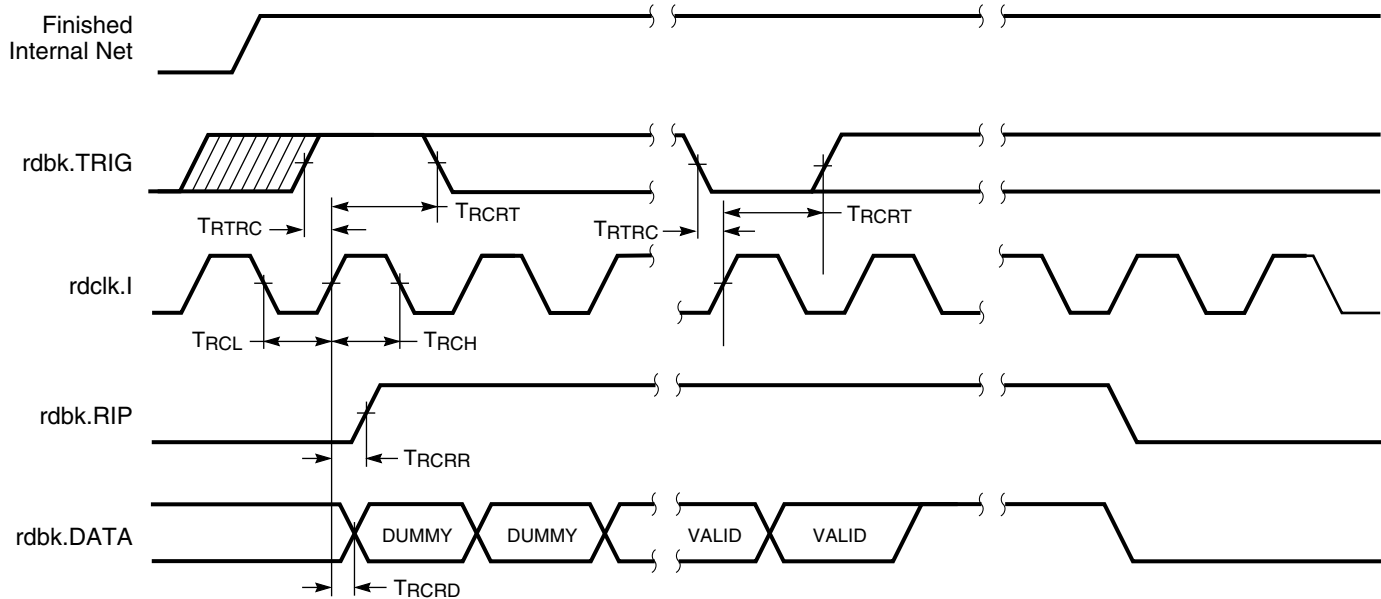 Finished
Internal Net
rdbk.TRIG
TRCRT
TRCRT
TRTRC
TRTRC
rdclk.I
TRCL
TRCH
rdbk.RIP
TRCRR
rdbk.DATA
DUMMY
DUMMY
VALID
VALID
TRCRD